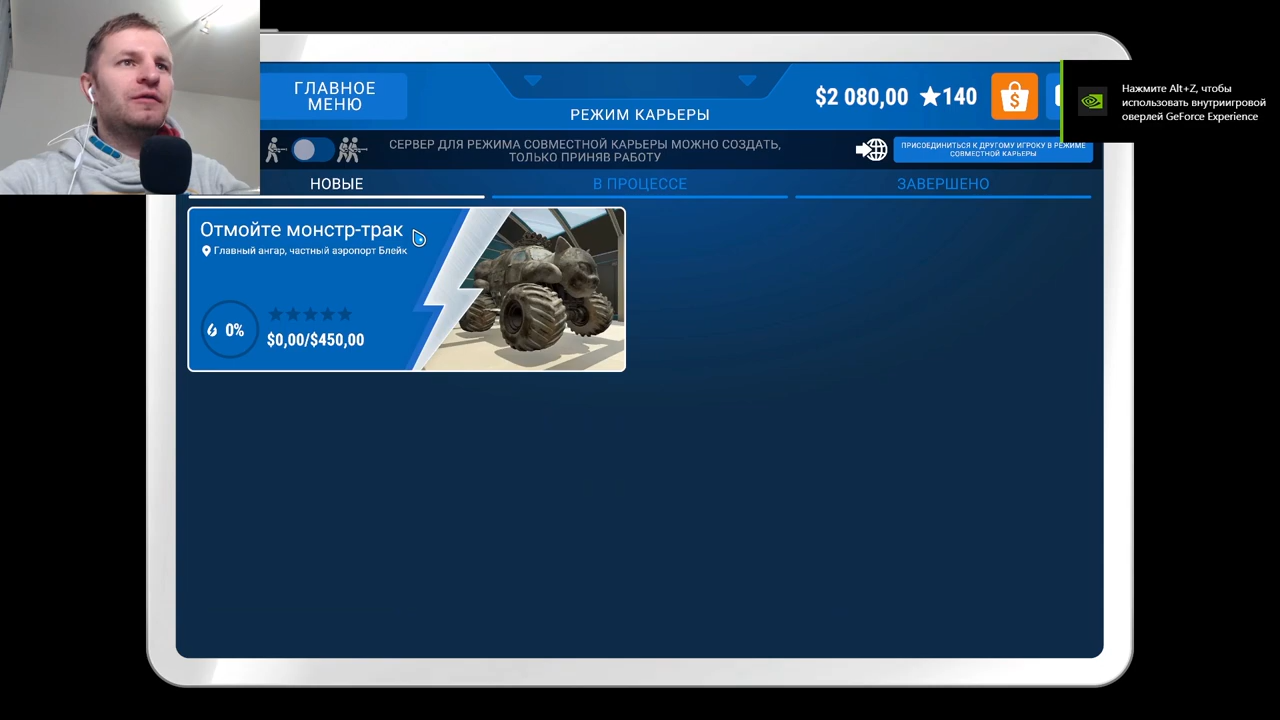 ГЛАВНОЕ
МЕНЮ
РЕЖИМ КАРЬЕРЫ
$2 080,00 ★140
Нажмите Alt+Z, чтобы
использовать внутриигровой
оверлей GeForce Experience
СЕРВЕР ДЛЯ РЕЖИМА СОВМЕСТНОЙ КАРЬЕРЫ МОЖНО СОЗДАТЬ,
ТОЛЬКО ПРИНЯВ РАБОТУ
ПРИСОЕДИНИТЬСЯ К ДРУГОМУ ИГРОКУ В РЕЖИМЕ
СОВМЕСТНОЙ КАРЬЕРЫ
НОВЫЕ
В ПРОЦЕССЕ
ЗАВЕРШЕНО
Отмойте монстр-трак
Главный ангар, частный аэропорт Блейк
0%
$0,00/$450,00